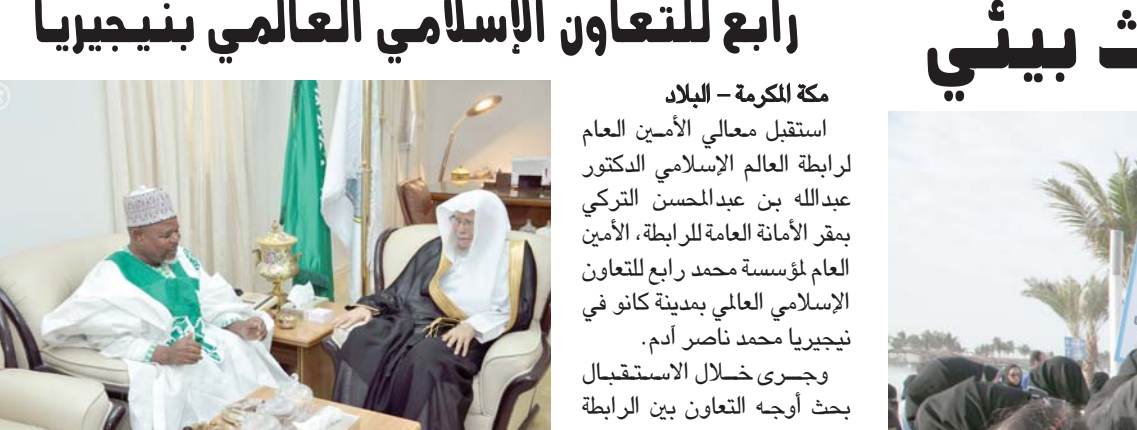 رابع للتعاون الإسلامي العالمي بنيجيريا
مكة المكرمة – البلاد
استقبل معالي الأمين العام
لرابطة العالم الإسلامي الدكتور
عبدالله بن عبدالمحسن التركي
بمقر الأمانة العامة للرابطة، الأمين
العام لمؤسسة محمد رابع للتعاون
الإسلامي العالمي بمدينة كانو في
نيجيريا محمد ناصر آدم.
وجرى خلال الاستقبال
بحث أوجه التعاون بين الرابطة
بيئي